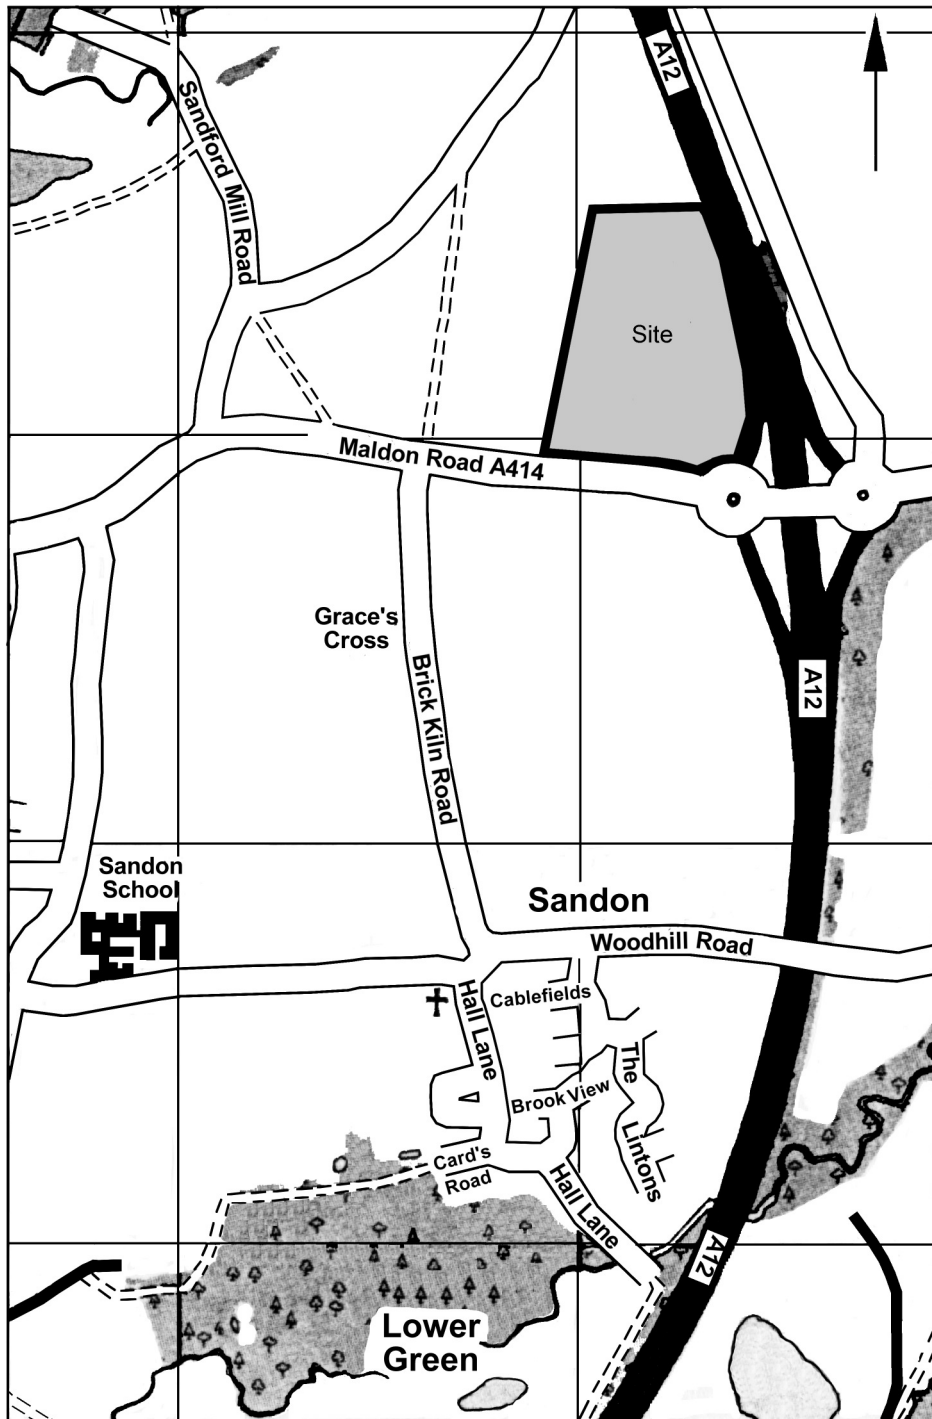 A12
Sandford Mill Road
Site
Maldon Road A414
Grace's
Cross
Brick Kiln Road
A12
Sandon
School
Sandon
Woodhill Road
Cablefields
Hall Lane
The
Lintons
Brook View
Card's
Road
Hall Lane
A12
Lower
Green